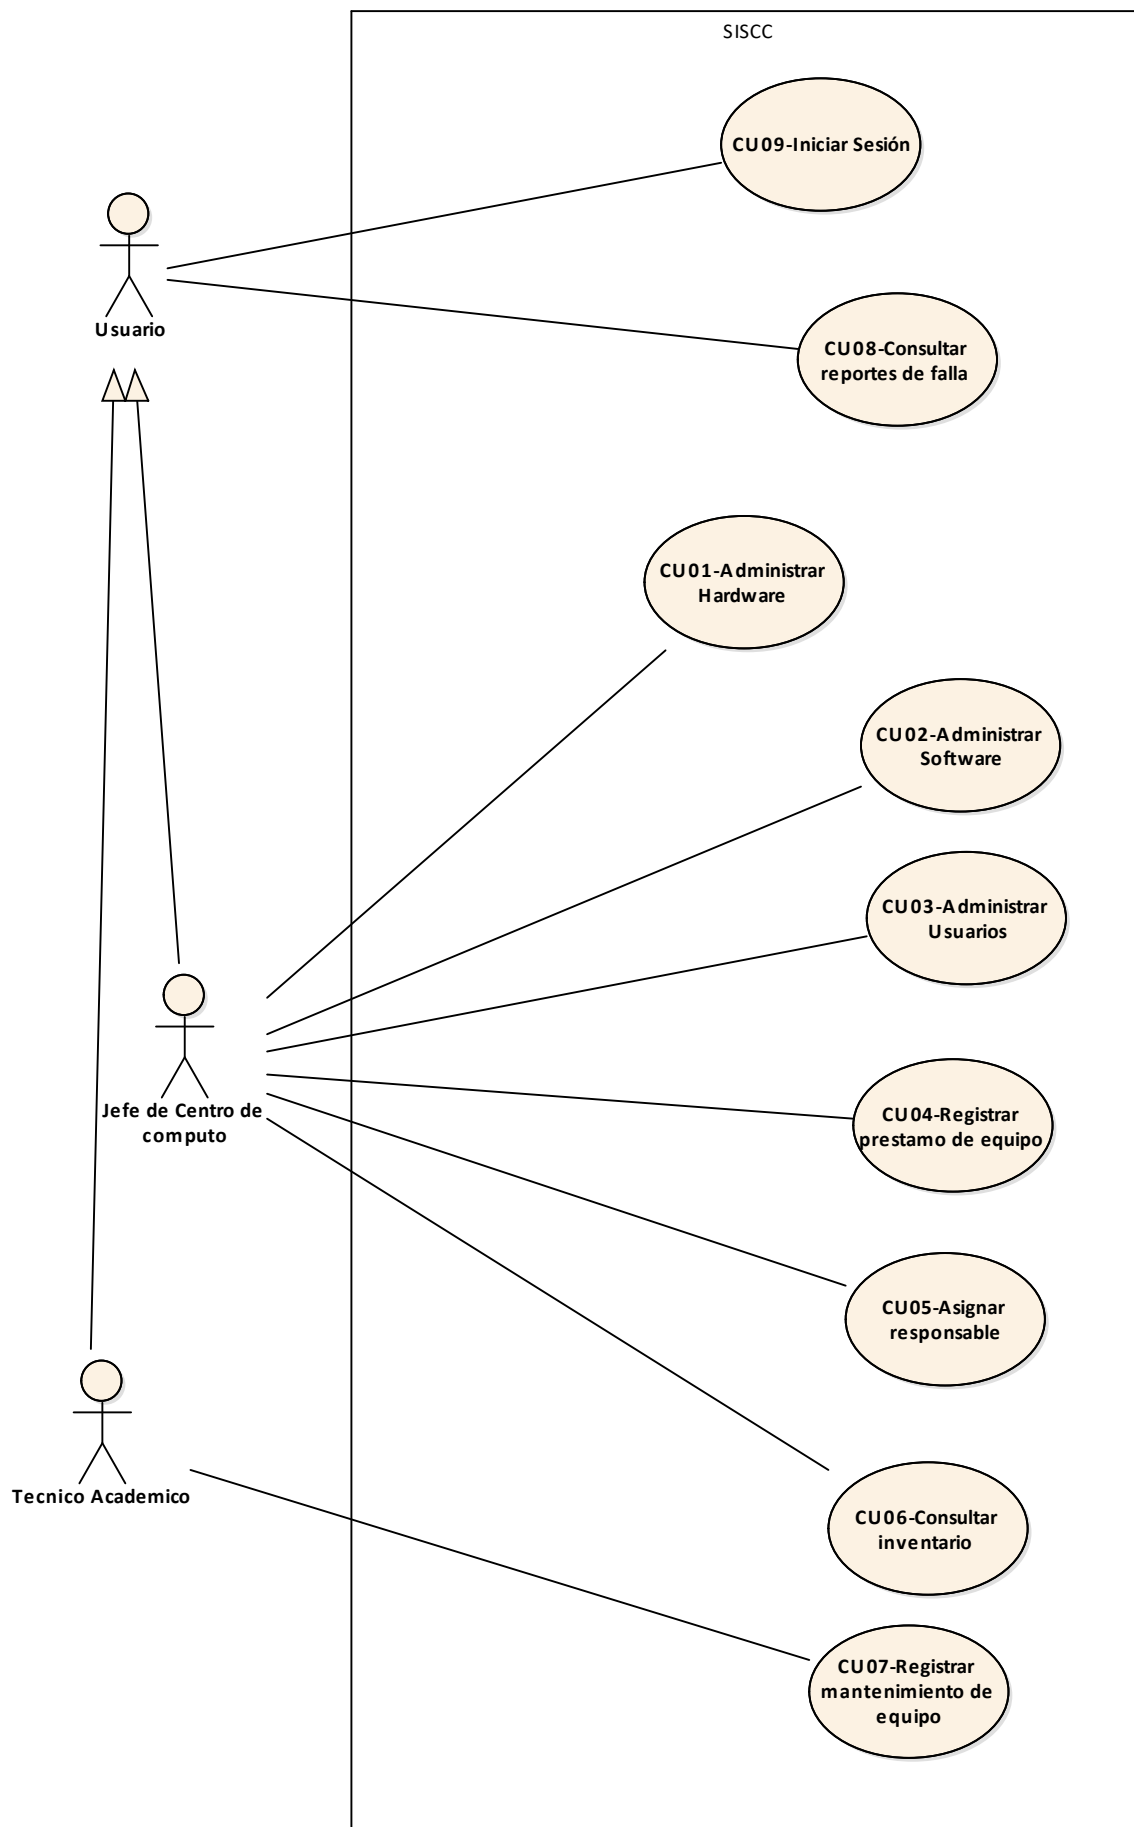 SISCC
CU09-Iniciar Sesión
Usuario
CU08-Consultar
reportes de falla
CU01-Administrar
Hardware
CU02-Administrar
Software
CU03-Administrar
Usuarios
Jefe de Centro de
computo
CU04-Registrar
prestamo de equipo
CU05-Asignar
responsable
Tecnico Academico
CU06-Consultar
inventario
CU07-Registrar
mantenimiento de
equipo